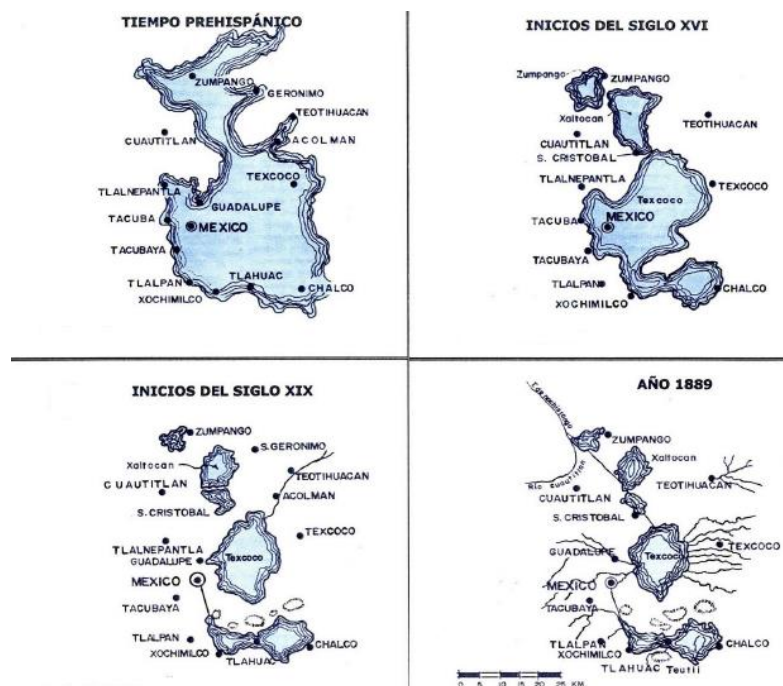 TIEMPO PREHISPÁNICO
ZUMPANGO
GERONIMO
TEOTIHUACAN
CUAUTITLAN
ACOLMAN
TEXCOCO
TLALNEPANTLA
GUADALUPE
TACUBA
MEXICO
TACUBAYA
TLAHUAC
TLALPAN
CHALCO
XOCHIMILCO
INICIOS DEL SIGLO XVI
Zumpango
ZUMPANGO
Xaltocan
TEOTIHUACAN
CUAUTITLAN
S. CRISTOBAL
TLALNEPANTLA
TEXCOCO
Texcoco
TACUBA
MEXICO
TACUBAYA
TLALPAN
CHALCO
XOCHIMILCO
INICIOS DEL SIGLO XIX
ZUMPANGO
S.GERONIMO
Xaltocan
TEOTIHUACAN
CUAUTITLAN
ACOLMAN
S. CRISTOBAL
TEXCOCO
TLALNEPANTLA
GUADALUPE
Texcoco
MEXICO
TACUBAYA
TLALPAN
CHALCO
XOCHIMILCO
TLAHUAC
AÑO 1889
ZUMPANGO
Xaltocan
Río Cuautitlan
TEOTIHUACAN
CUAUTITLAN
S. CRISTOBAL
TEXCOCO
GUADALUPE
Texcoco
MEXICO
TACUBAYA
TLALPAN
CHALCO
XOCHIMILCO
TLAHUAC Teutli
0 5 10 15 20 25 KM